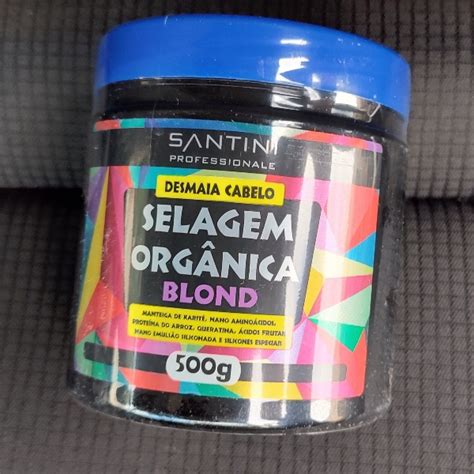 SANTINI
PROFESSIONALE
DESMAIA CABELO
SELAGEM
ORGÂNICA
BLOND
MANTEIGA DE KARITÉ, NANO AMINOÁCIDOS,
PROTEÍNA DO ARROZ, QUERATINA, ÁCIDOS FRUTAIS
NANO EMULSÃO SILICONADA E SILICONES ESPECIAIS
500g